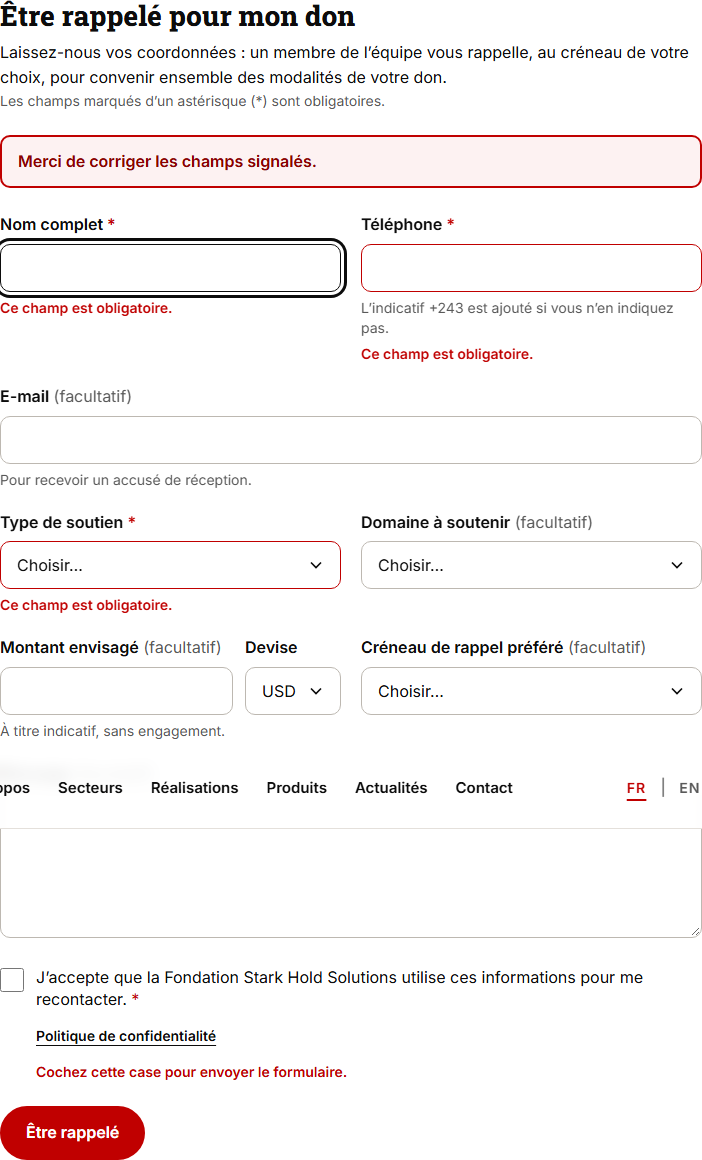 Être rappelé pour mon don
Laissez-nous vos coordonnées : un membre de l’équipe vous rappelle, au créneau de votre
choix, pour convenir ensemble des modalités de votre don.
Les champs marqués d’un astérisque (*) sont obligatoires.
Merci de corriger les champs signalés.
Nom complet *
Téléphone *
Ce champ est obligatoire.
L’indicatif +243 est ajouté si vous n’en indiquez
pas.
Ce champ est obligatoire.
E-mail (facultatif)
Pour recevoir un accusé de réception.
Type de soutien *
Domaine à soutenir (facultatif)
Choisir...
Choisir...
Ce champ est obligatoire.
Montant envisagé (facultatif)
Devise
Créneau de rappel préféré (facultatif)
USD
Choisir...
À titre indicatif, sans engagement.
opos Secteurs Réalisations Produits Actualités Contact FR | EN
J’accepte que la Fondation Stark Hold Solutions utilise ces informations pour me
recontacter. *
Politique de confidentialité
Cochez cette case pour envoyer le formulaire.
Être rappelé